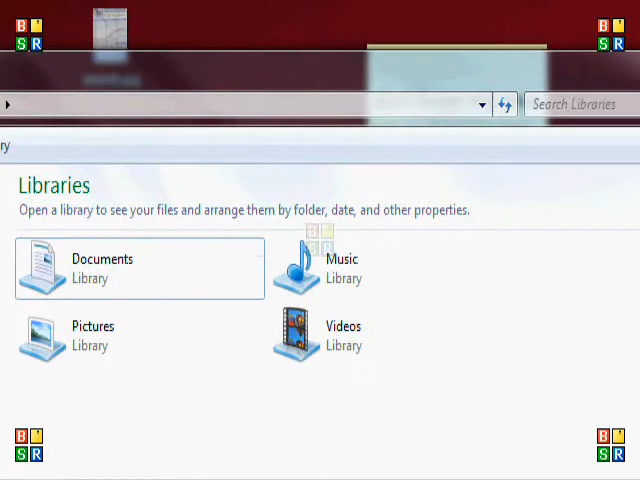 B
S R
B
S R
Search Libraries
ry
Libraries
Open a library to see your files and arrange them by folder, date, and other properties.
B
S R
Documents
Library
Music
Library
Pictures
Library
Videos
Library
B
S R
B
S R